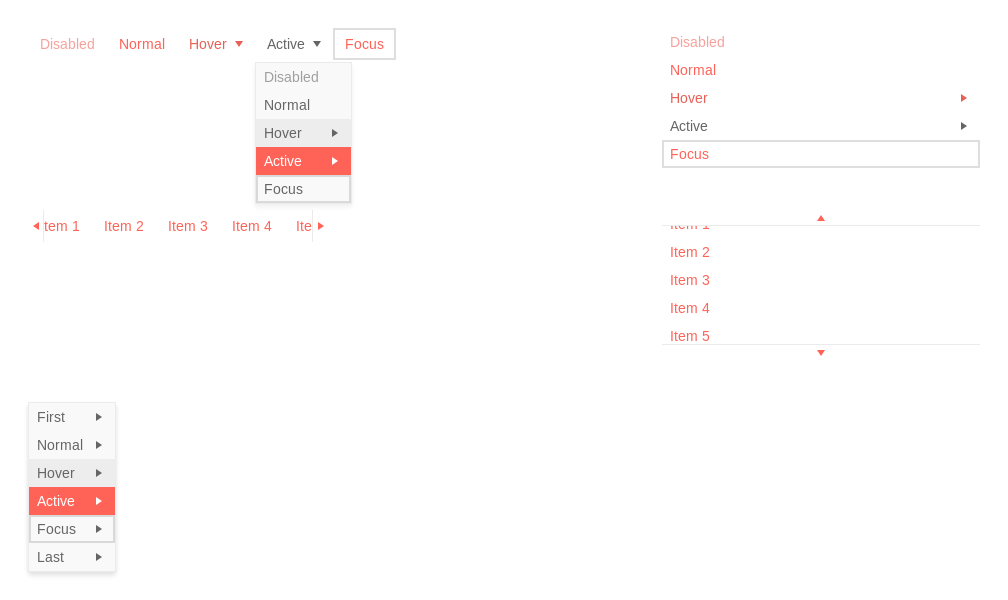 Disabled Normal Hover Active Focus
Disabled
Normal
Hover
Active
Focus
Item 1 Item 2 Item 3 Item 4 Ite
Disabled
Normal
Hover
Active
Focus
Item 1
Item 2
Item 3
Item 4
Item 5
First
Normal
Hover
Active
Focus
Last